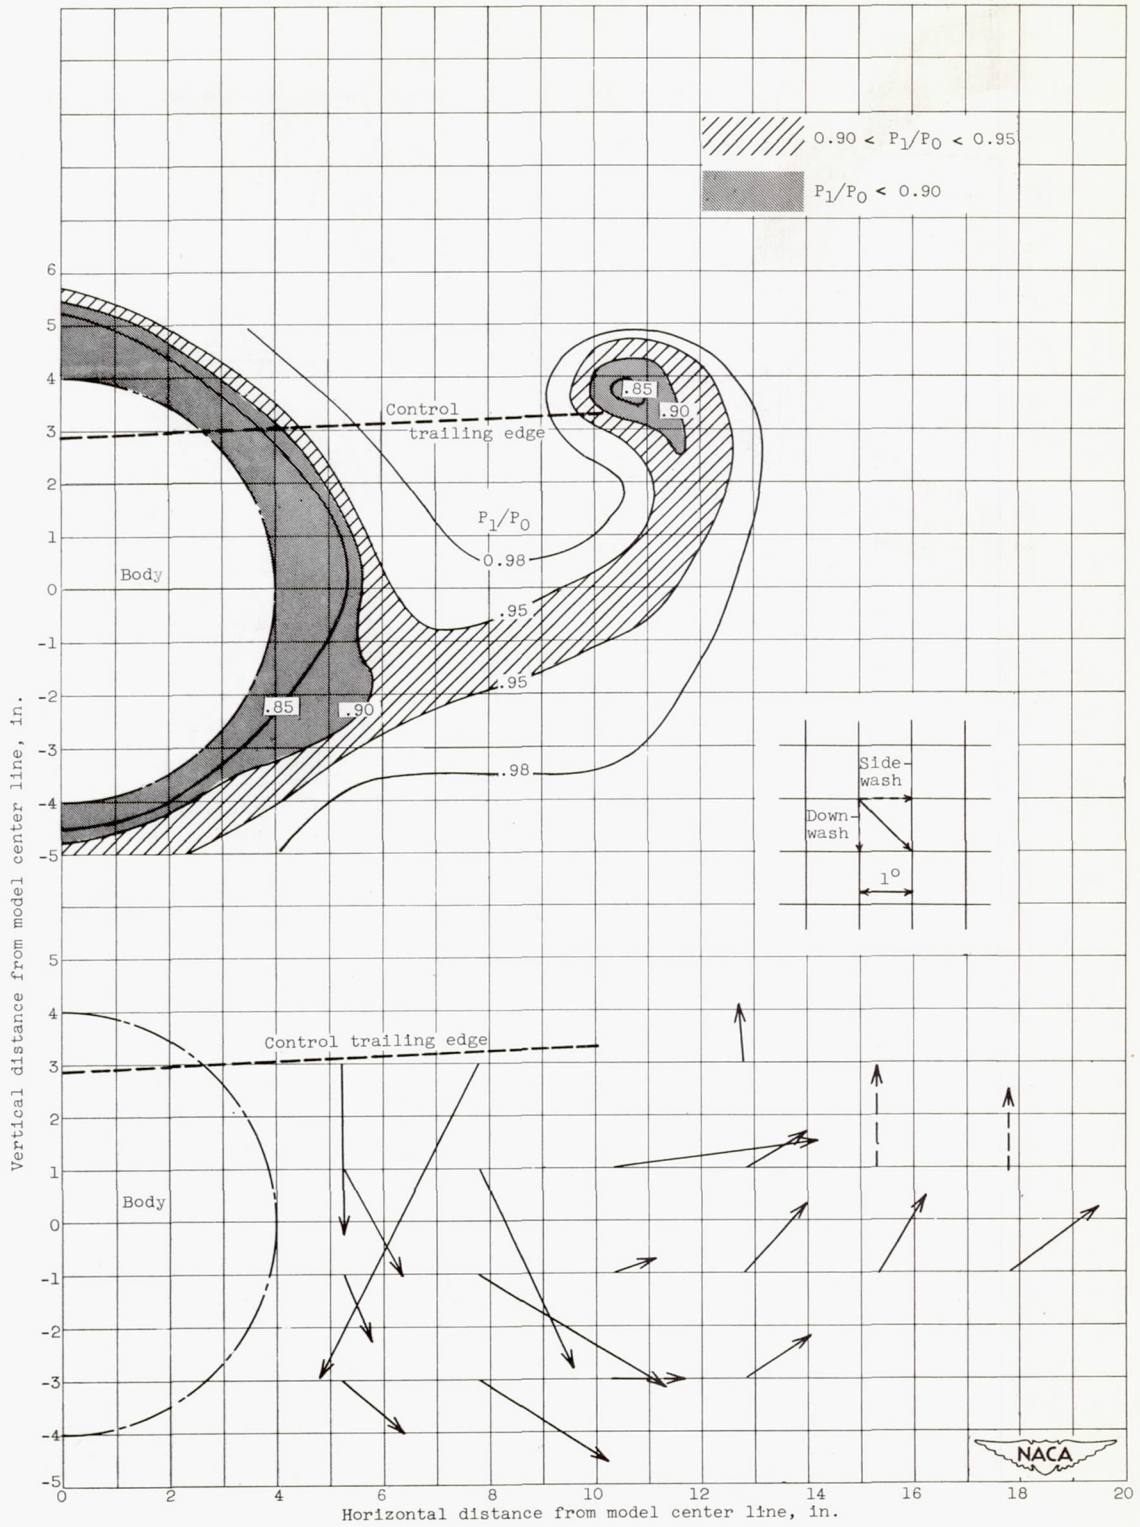 0.90 < P1/P0 < 0.95
P1/P0 < 0.90
6
5
4
3
2
1
0
-1
-2
-3
-4
-5
Control
trailing edge
.85
.90
P1/P0
0.98
Body
.95
.95
.85
.90
.98
Side-
wash
Down-
wash
1°
Vertical distance from model center line, in.
5
4
3
2
1
0
-1
-2
-3
-4
-5
Control trailing edge
Body
NACA
0 2 4 6 8 10 12 14 16 18 20
Horizontal distance from model center line, in.